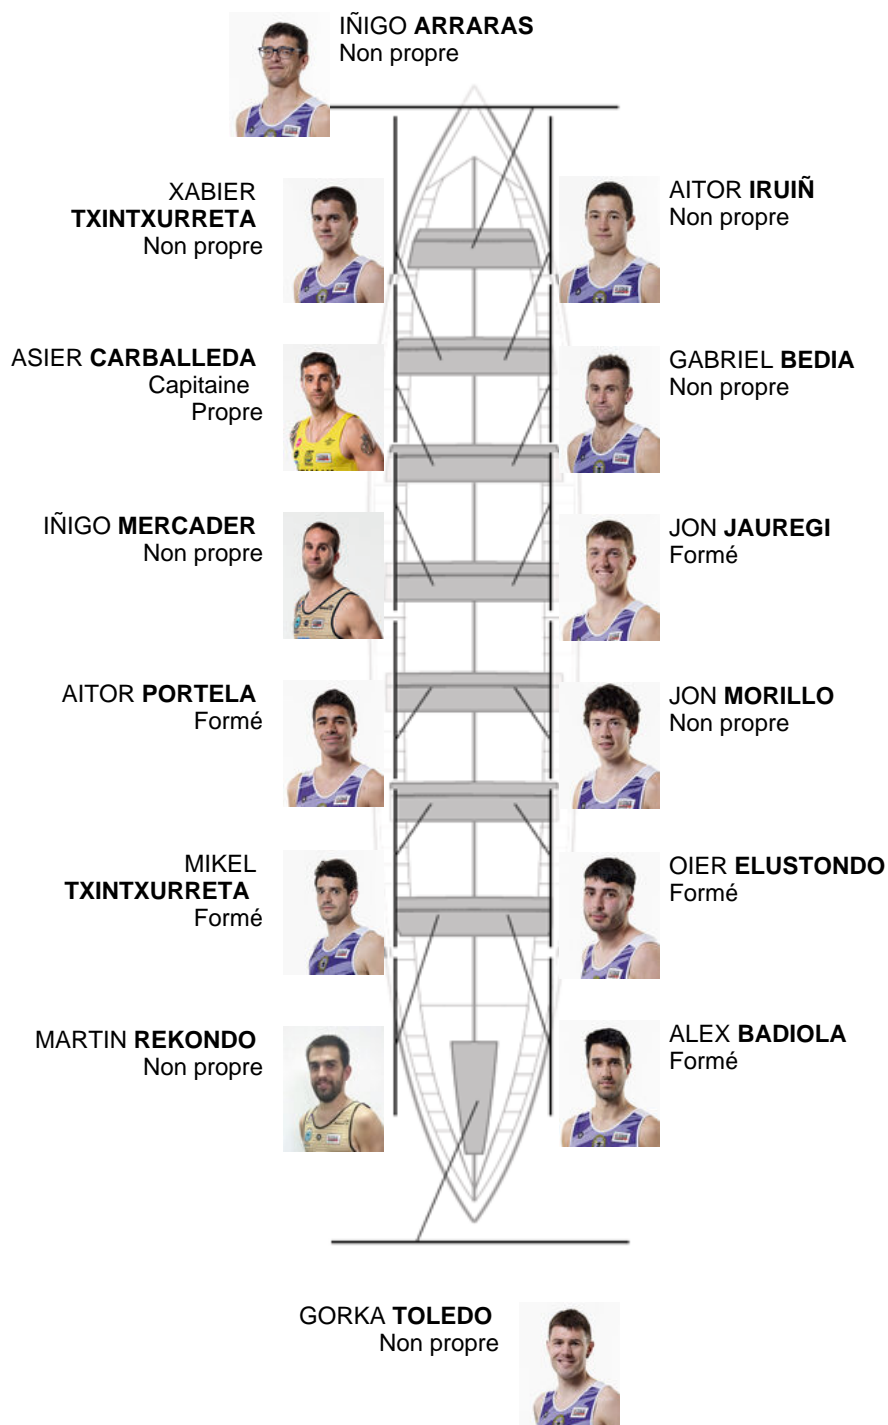 IÑIGO ARRARAS
Non propre
XABIER
TXINTXURRETA
Non propre
AITOR IRUIÑ
Non propre
ASIER CARBALLEDA
Capitaine
Propre
GABRIEL BEDIA
Non propre
IÑIGO MERCADER
Non propre
JON JAUREGI
Formé
AITOR PORTELA
Formé
JON MORILLO
Non propre
MIKEL
TXINTXURRETA
Formé
OIER ELUSTONDO
Formé
MARTIN REKONDO
Non propre
ALEX BADIOLA
Formé
GORKA TOLEDO
Non propre